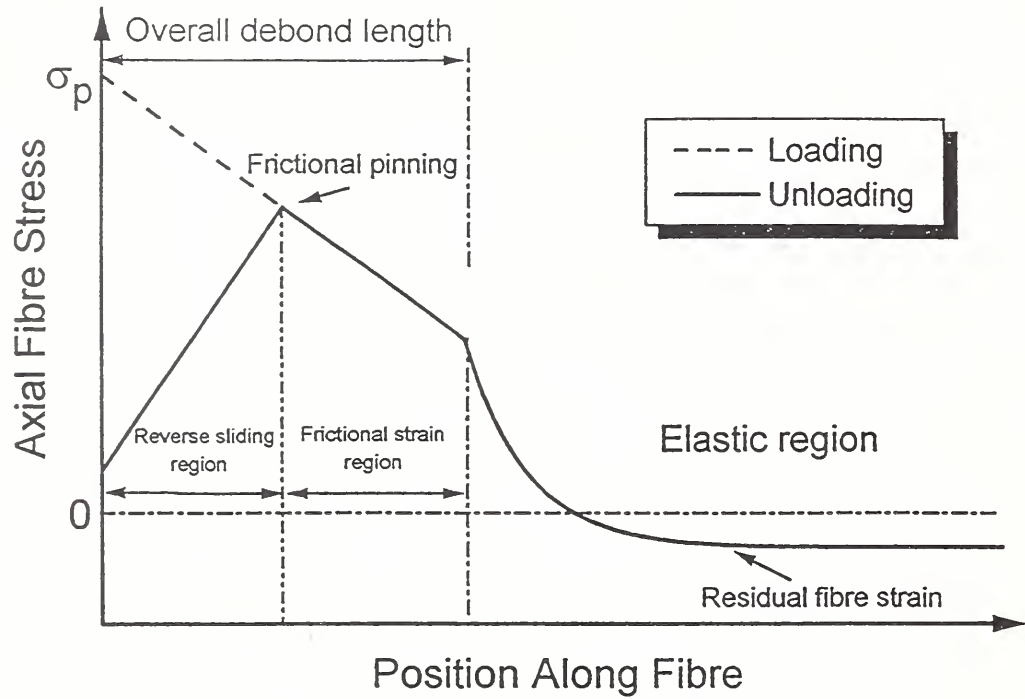 Overall debond length
σp
Frictional pinning
Loading
Unloading
Axial Fibre Stress
Reverse sliding
region
Frictional strain
region
Elastic region
0
Residual fibre strain
Position Along Fibre